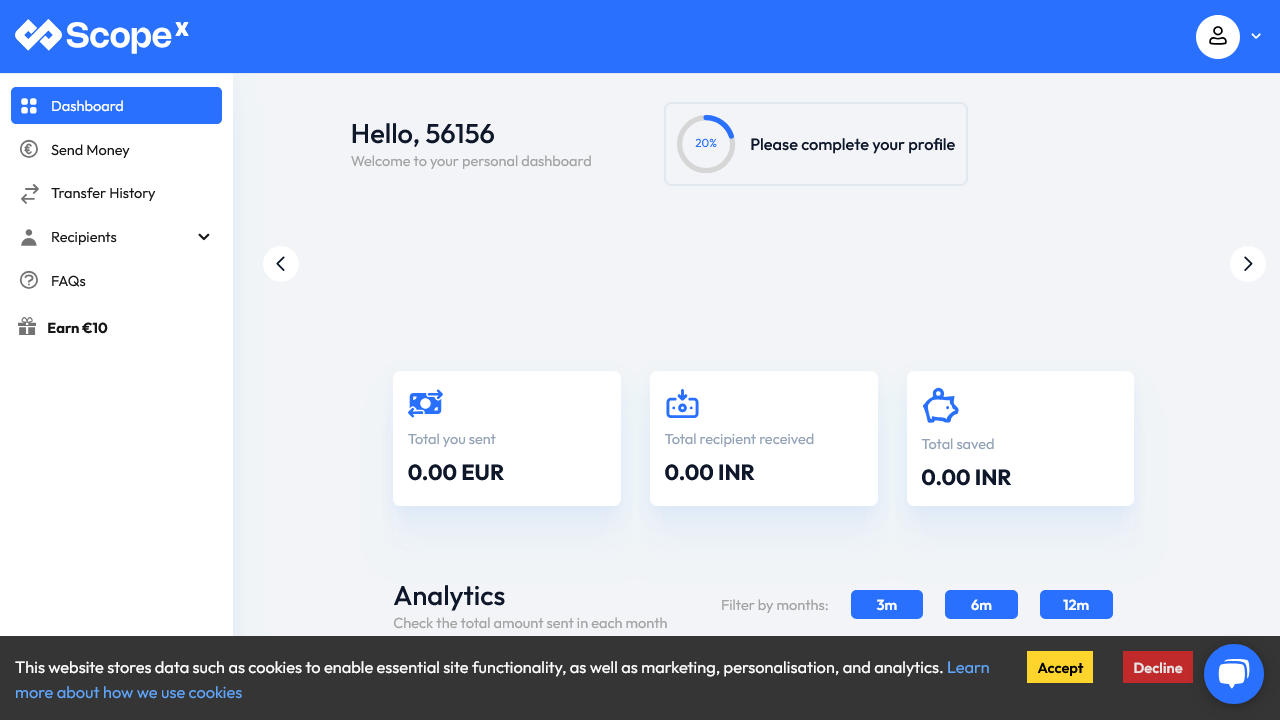 Scope x
Dashboard
Send Money
Transfer History
Recipients
FAQs
Earn €10
Hello, 56156
Welcome to your personal dashboard
20%
Please complete your profile
Total you sent
0.00 EUR
Total recipient received
0.00 INR
Total saved
0.00 INR
Analytics
Check the total amount sent in each month
Filter by months:
3m
6m
12m
This website stores data such as cookies to enable essential site functionality, as well as marketing, personalisation, and analytics. Learn
more about how we use cookies
Accept
Decline